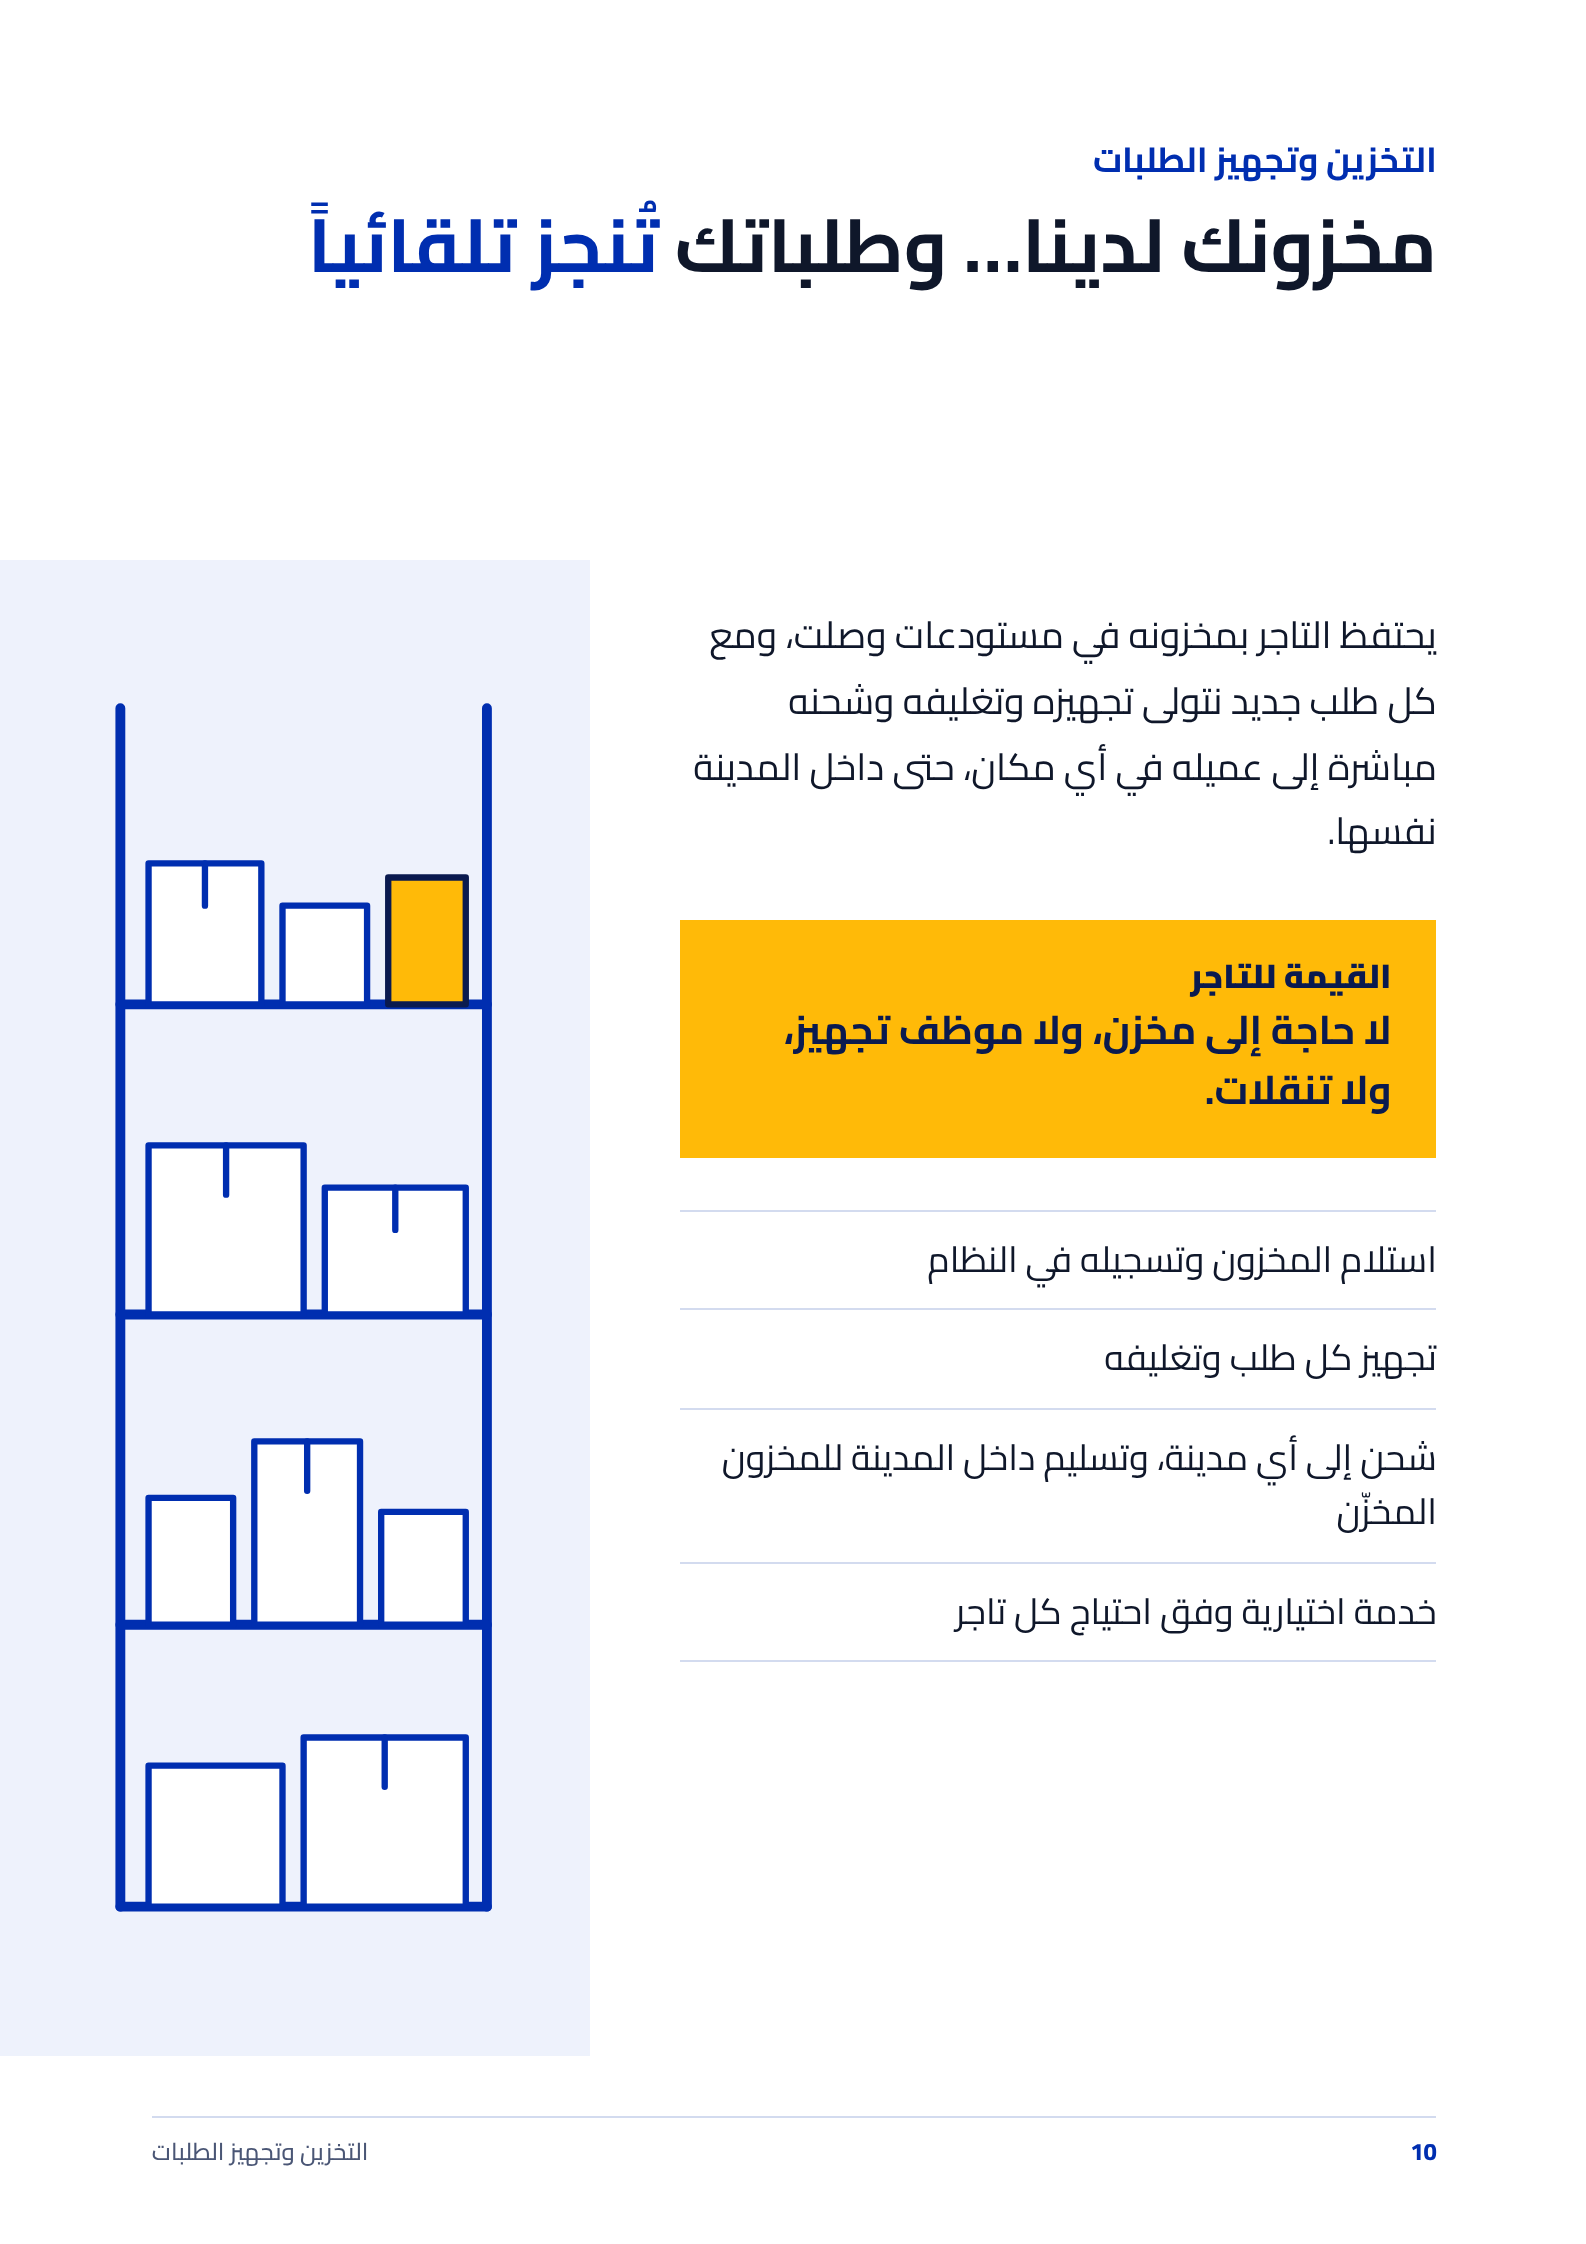 التخزين وتجهيز الطلبات
مخزونك لدينا... وطلباتك تُنجز تلقائياً
يحتفظ التاجر بمخزونه في مستودعات وصلت، ومع
كل طلب جديد نتولى تجهيزه وتغليفه وشحنه
مباشرة إلى عميله في أي مكان، حتى داخل المدينة
نفسها.
القيمة للتاجر
لا حاجة إلى مخزن، ولا موظف تجهيز،
ولا تنقلات.
استلام المخزون وتسجيله في النظام
تجهيز كل طلب وتغليفه
شحن إلى أي مدينة، وتسليم داخل المدينة للمخزون
المخزّن
خدمة اختيارية وفق احتياج كل تاجر
10
التخزين وتجهيز الطلبات